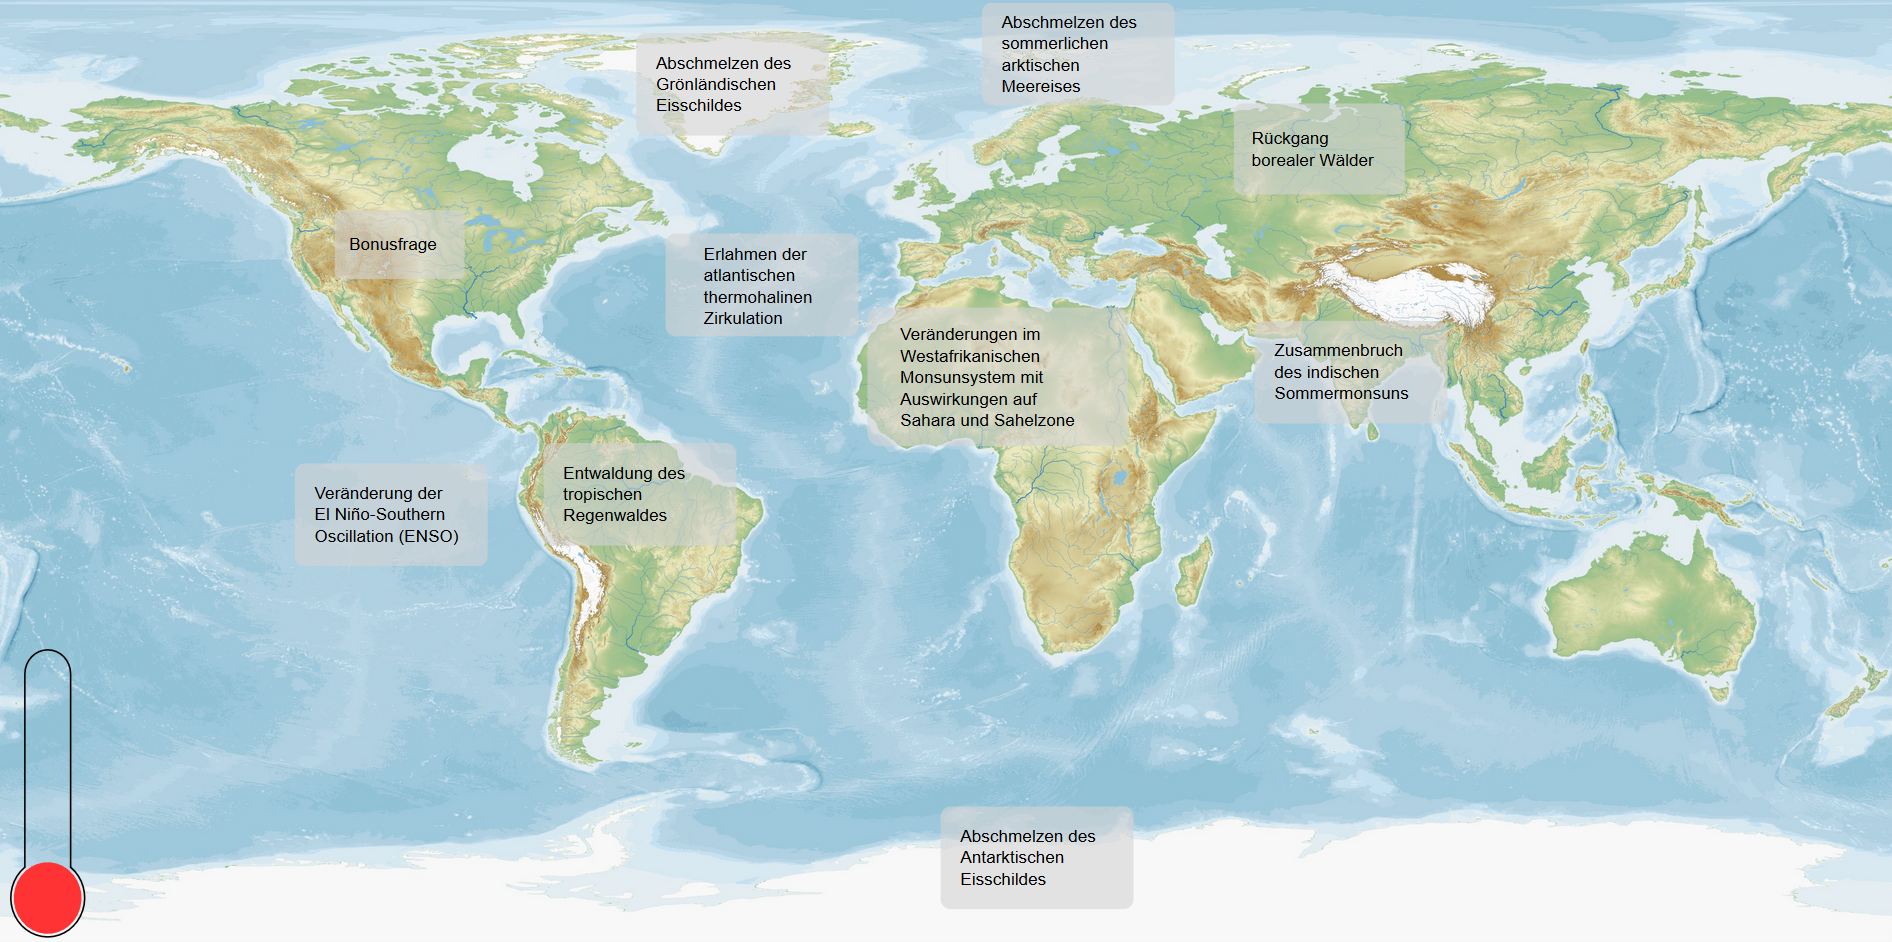 Abschmelzen des
sommerlichen
arktischen
Meereises
Abschmelzen des
Grönländischen
Eisschildes
Rückgang
borealer Wälder
Bonusfrage
Erlahmen der
atlantischen
thermohalinen
Zirkulation
Veränderungen im
Westafrikanischen
Monsunsystem mit
Auswirkungen auf
Sahara und Sahelzone
Zusammenbruch
des indischen
Sommermonsuns
Entwaldung des
tropischen
Regenwaldes
Veränderung der
El Niño-Southern
Oscillation (ENSO)
Abschmelzen des
Antarktischen
Eisschildes